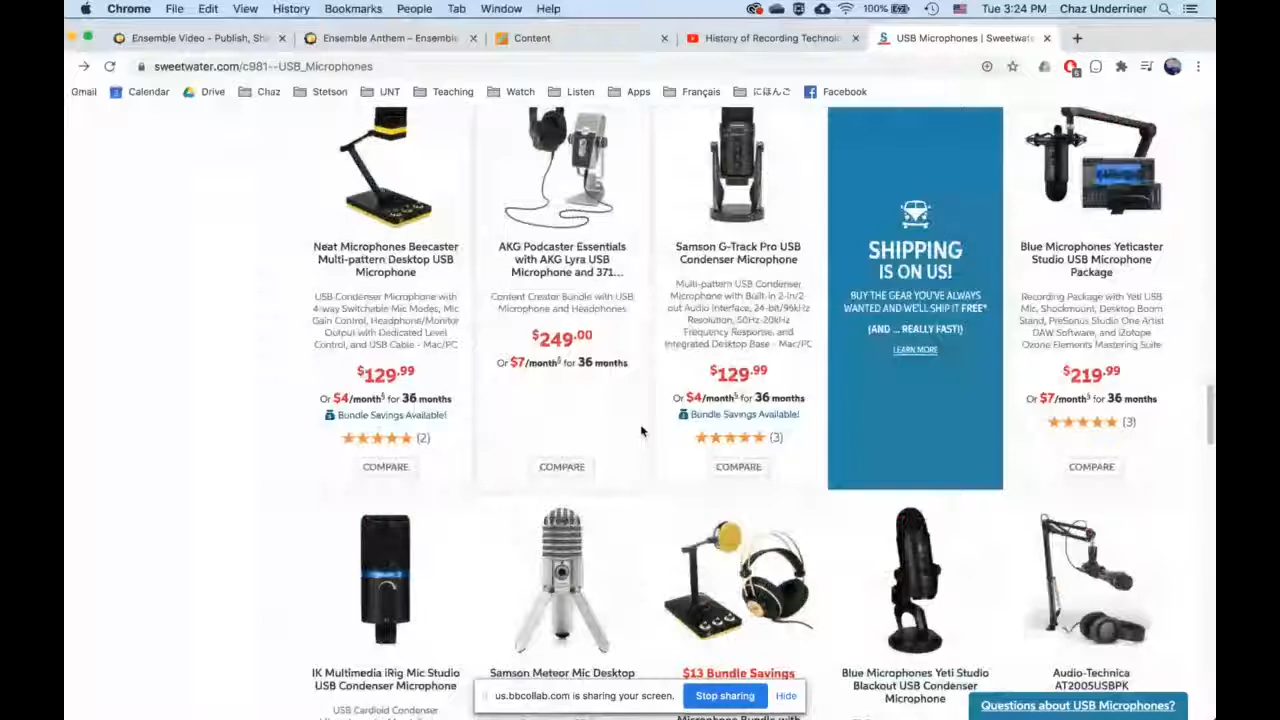 Chrome File Edit View History Bookmarks People Tab Window Help 100% Tue 3:24 PM Chaz Underriner
Ensemble Video - Publish, Sha Ensemble Anthem – Ensemble Content History of Recording Technolo USB Microphones | Sweetwate
sweetwater.com/c981--USB_Microphones
Gmail Calendar Drive Chaz Stetson UNT Teaching Watch Listen Apps Français にほんご Facebook
Neat Microphones Beecaster
Multi-pattern Desktop USB
Microphone
USB Condenser Microphone with
4-way Switchable Mic Modes, Mic
Gain Control, Headphone/Monitor
Output with Dedicated Level
Control, and USB Cable - Mac/PC
$129.99
Or $4/month§ for 36 months
Bundle Savings Available!
(2)
COMPARE
AKG Podcaster Essentials
with AKG Lyra USB
Microphone and 371...
Content Creator Bundle with USB
Microphone and Headphones
$249.00
Or $7/month§ for 36 months
COMPARE
Samson G-Track Pro USB
Condenser Microphone
Multi-pattern USB Condenser
Microphone with Built-in 2-in/2-
out Audio Interface, 24-bit/96kHz
Resolution, 50Hz-20kHz
Frequency Response, and
Integrated Desktop Base - Mac/PC
$129.99
Or $4/month§ for 36 months
Bundle Savings Available!
(3)
COMPARE
SHIPPING
IS ON US!
BUY THE GEAR YOU'VE ALWAYS
WANTED AND WE'LL SHIP IT FREE*
(AND ... REALLY FAST!)
LEARN MORE
Blue Microphones Yeticaster
Studio USB Microphone
Package
Recording Package with Yeti USB
Mic, Shockmount, Desktop Boom
Stand, PreSonus Studio One Artist
DAW Software, and iZotope
Ozone Elements Mastering Suite
$219.99
Or $7/month§ for 36 months
(3)
COMPARE
IK Multimedia iRig Mic Studio
USB Condenser Microphone
USB Cardioid Condenser
Samson Meteor Mic Desktop
$13 Bundle Savings
Microphone Bundle with
Blue Microphones Yeti Studio
Blackout USB Condenser
Microphone
Audio-Technica
AT2005USBPK
us.bbcollab.com is sharing your screen. Stop sharing Hide
Questions about USB Microphones?